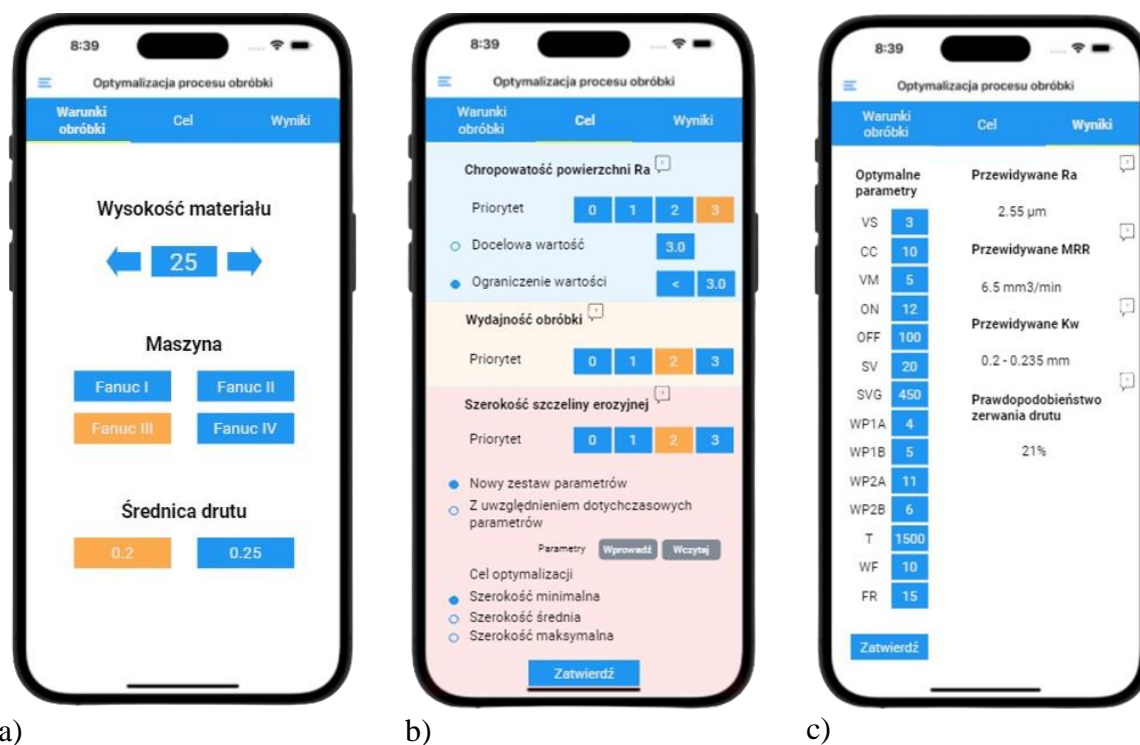 8:39
Optymalizacja procesu obróbki
Warunki obróbki
Cel
Wyniki
Wysokość materiału
25
Maszyna
Fanuc I
Fanuc II
Fanuc III
Fanuc IV
Średnica drutu
0.2
0.25
a)
8:39
Optymalizacja procesu obróbki
Warunki obróbki
Cel
Wyniki
Chropowatość powierzchni Ra
Priorytet 0 1 2 3
Docelowa wartość 3.0
Ograniczenie wartości < 3.0
Wydajność obróbki
Priorytet 0 1 2 3
Szerokość szczeliny erozyjnej
Priorytet 0 1 2 3
Nowy zestaw parametrów
Z uwzględnieniem dotychczasowych
parametrów
Parametry Wprowadź Wczytaj
Cel optymalizacji
Szerokość minimalna
Szerokość średnia
Szerokość maksymalna
Zatwierdź
b)
8:39
Optymalizacja procesu obróbki
Warunki obróbki
Cel
Wyniki
Optymalne
parametry
VS 3
CC 10
VM 5
ON 12
OFF 100
SV 20
SVG 450
WP1A 4
WP1B 5
WP2A 11
WP2B 6
T 1500
WF 10
FR 15
Zatwierdź
Przewidywane Ra
2.55 µm
Przewidywane MRR
6.5 mm3/min
Przewidywane Kw
0.2 - 0.235 mm
Prawdopodobieństwo
zerwania drutu
21%
c)